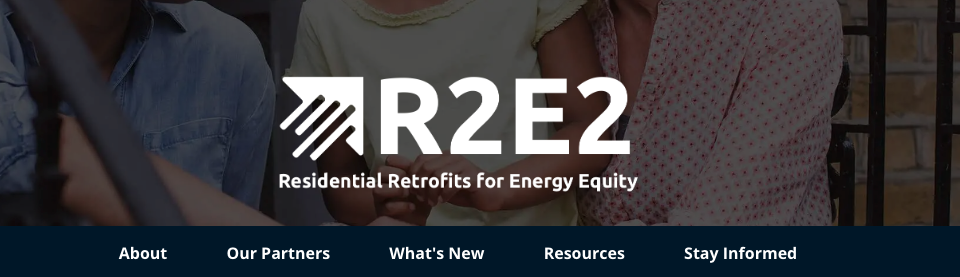 R2E2
Residential Retrofits for Energy Equity
About
Our Partners
What's New
Resources
Stay Informed